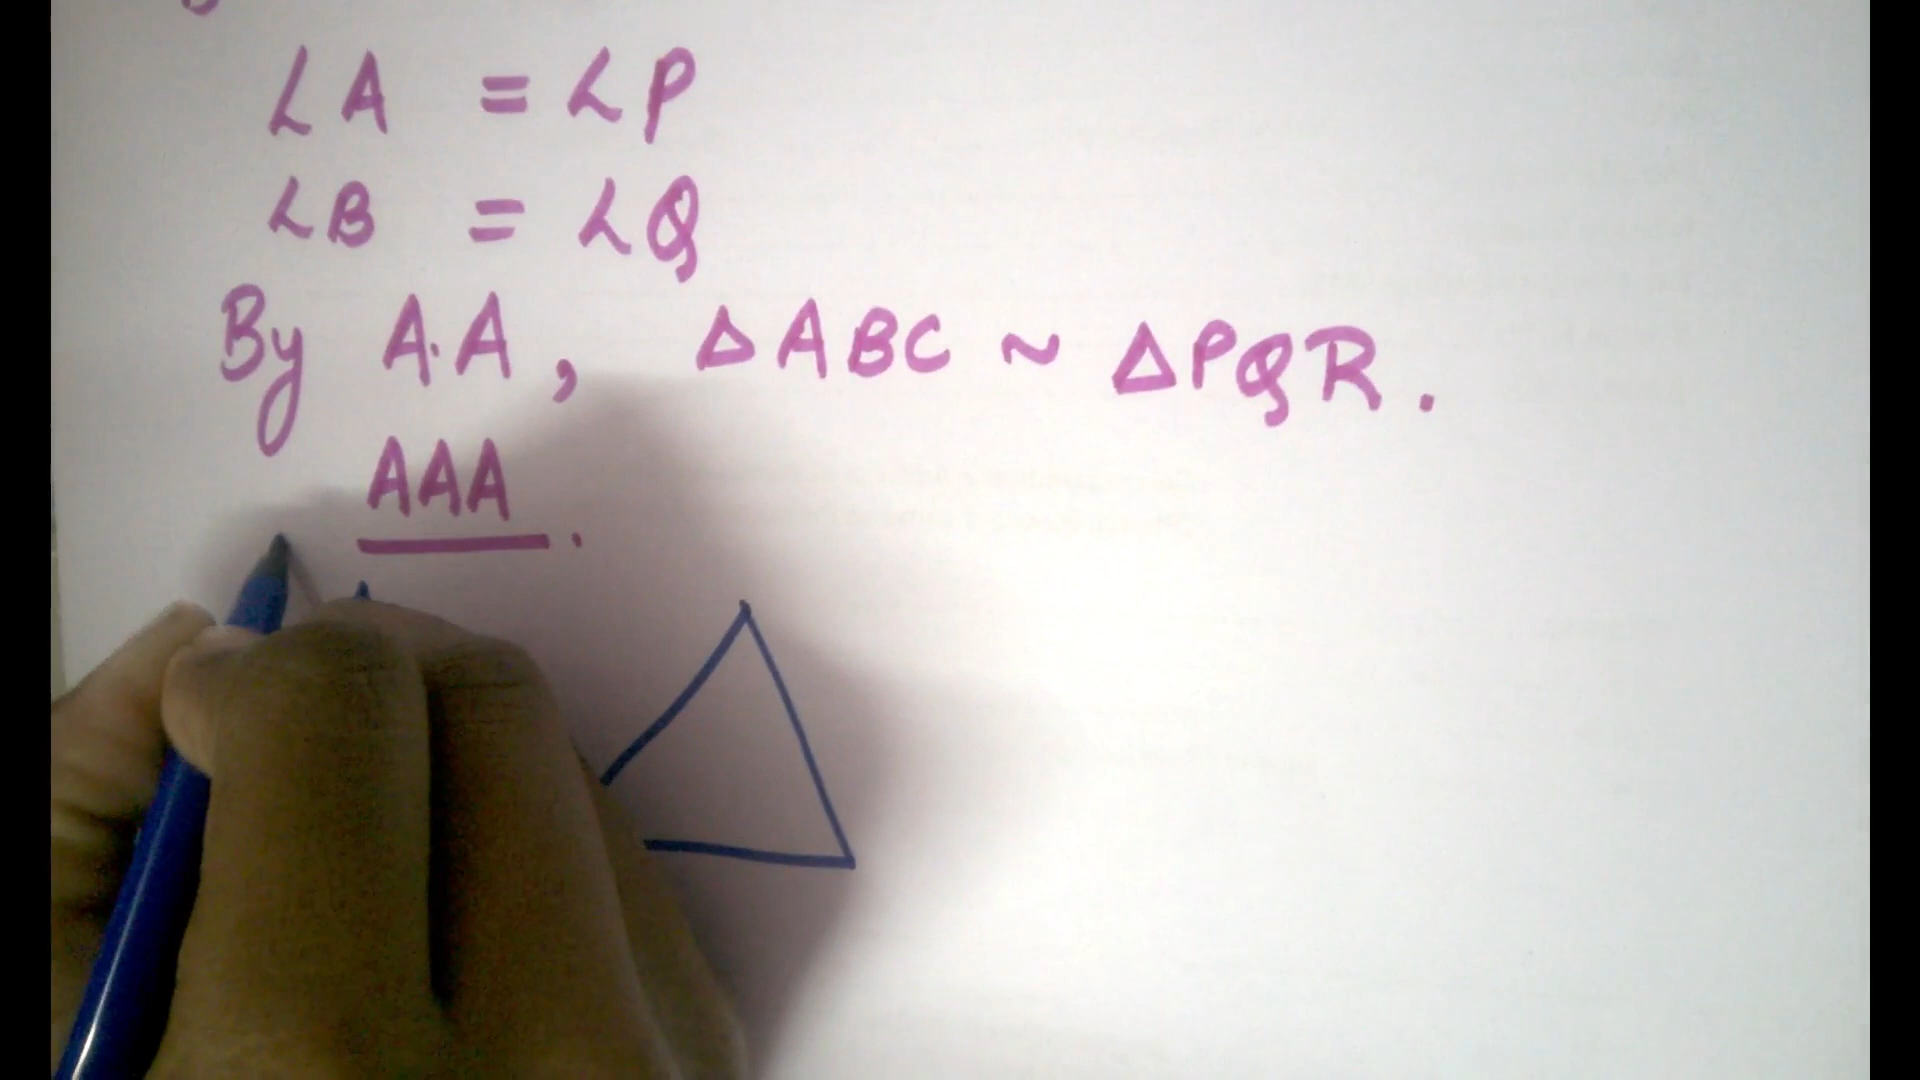 ∠A = ∠P
∠B = ∠Q
By A.A, ΔABC ~ ΔPQR.
AAA.